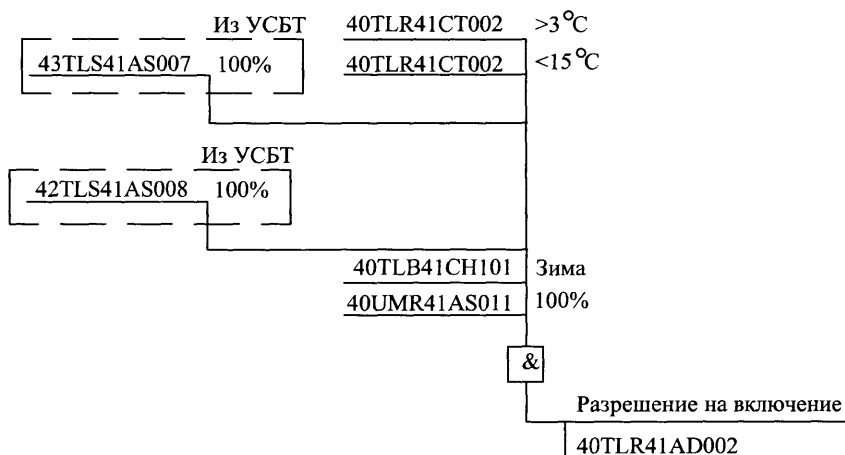 Из УСБТ
40TLR41CT002 >3 °C
43TLS41AS007 100%
40TLR41CT002 <15 °C
Из УСБТ
42TLS41AS008 100%
40TLB41CH101 Зима
40UMR41AS011 100%
&
Разрешение на включение
40TLR41AD002